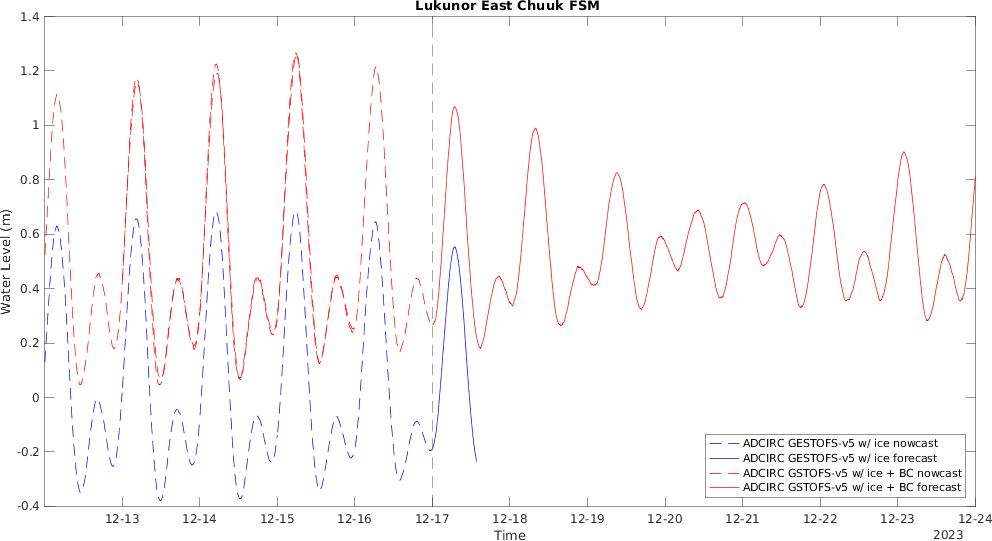 Lukunor East Chuuk FSM
Water Level (m)
1.4
1.2
1
0.8
0.6
0.4
0.2
0
-0.2
-0.4
ADCIRC GESTOFS-v5 w/ ice nowcast
ADCIRC GESTOFS-v5 w/ ice forecast
ADCIRC GSTOFS-v5 w/ ice + BC nowcast
ADCIRC GSTOFS-v5 w/ ice + BC forecast
12-13 12-14 12-15 12-16 12-17 12-18 12-19 12-20 12-21 12-22 12-23 12-24
Time
2023